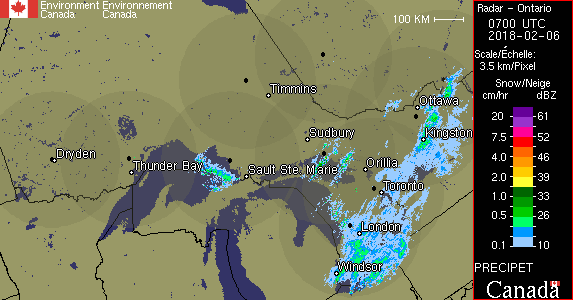 Environment Environnement
Canada Canada
100 KM
Timmins
Ottawa
Sudbury
Kingston
Dryden
Thunder Bay
Sault Ste. Marie
Orillia
Toronto
London
Windsor
Radar – Ontario
0700 UTC
2018-02-06
Scale/Échelle:
3.5 km/Pixel
Snow/Neige
cm/hr dBZ
20 61
7.5 52
4.0 46
2.0 39
1.0 33
0.5 26
0.1 10
PRECIPET
Canada